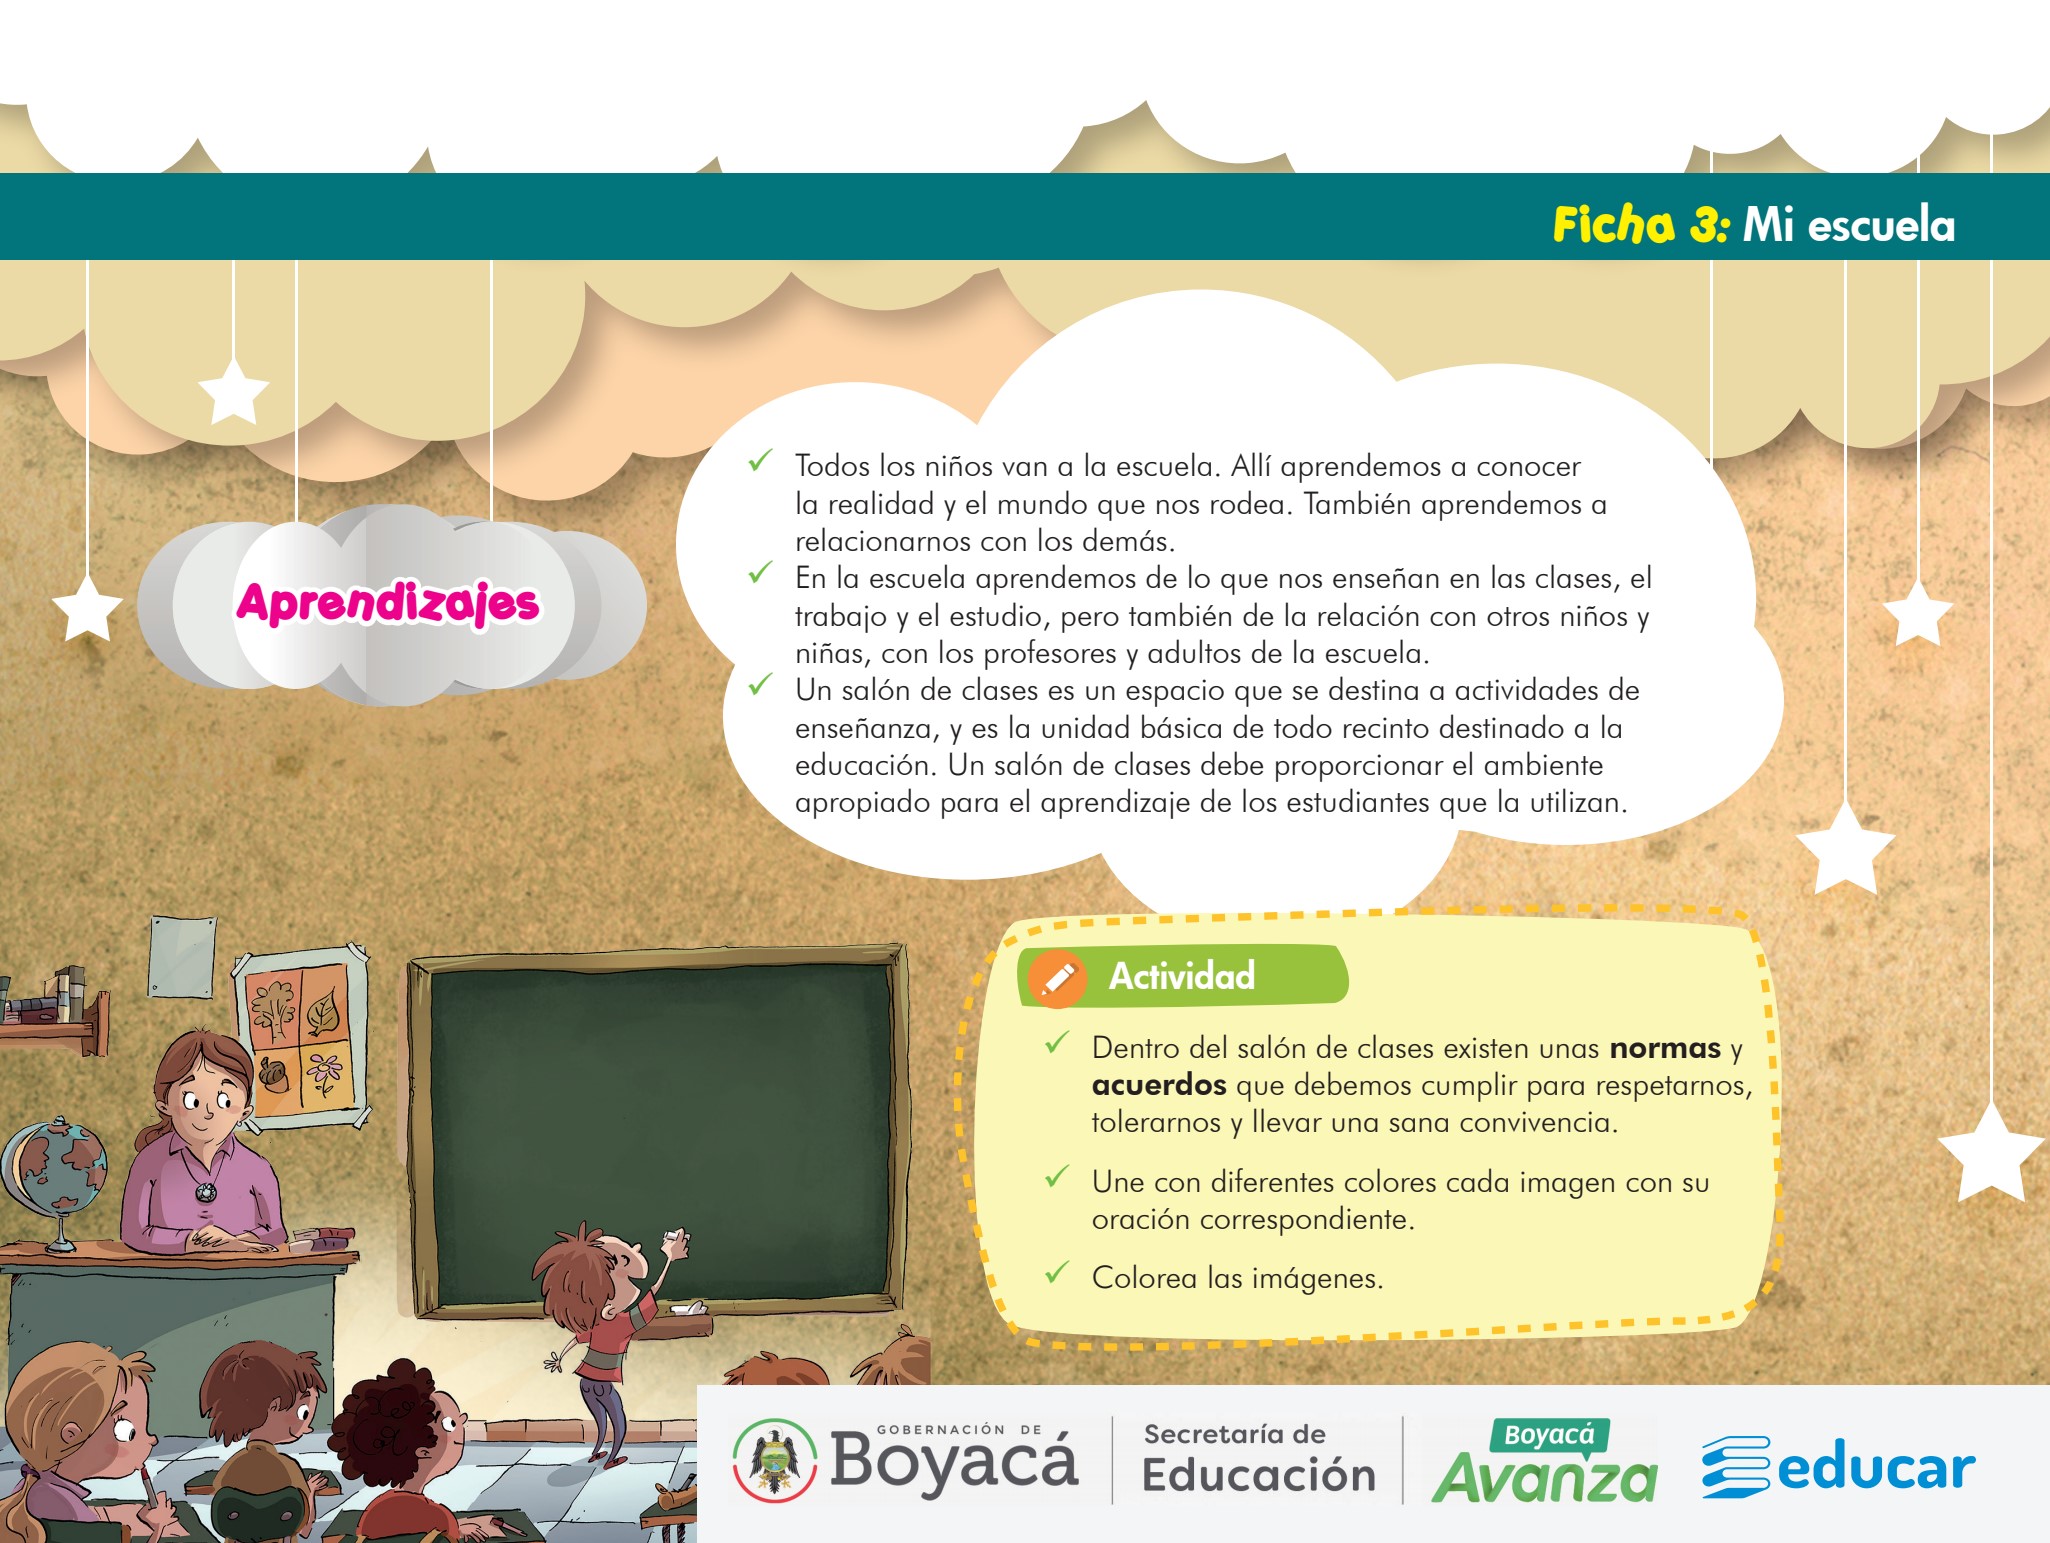 Ficha 3: Mi escuela
Aprendizajes
Todos los niños van a la escuela. Allí aprendemos a conocer
la realidad y el mundo que nos rodea. También aprendemos a
relacionarnos con los demás.
En la escuela aprendemos de lo que nos enseñan en las clases, el
trabajo y el estudio, pero también de la relación con otros niños y
niñas, con los profesores y adultos de la escuela.
Un salón de clases es un espacio que se destina a actividades de
enseñanza, y es la unidad básica de todo recinto destinado a la
educación. Un salón de clases debe proporcionar el ambiente
apropiado para el aprendizaje de los estudiantes que la utilizan.
Actividad
Dentro del salón de clases existen unas normas y
acuerdos que debemos cumplir para respetarnos,
tolerarnos y llevar una sana convivencia.
Une con diferentes colores cada imagen con su
oración correspondiente.
Colorea las imágenes.
GOBERNACIÓN DE
Boyacá
Secretaría de
Educación
Boyacá
Avanza
educar